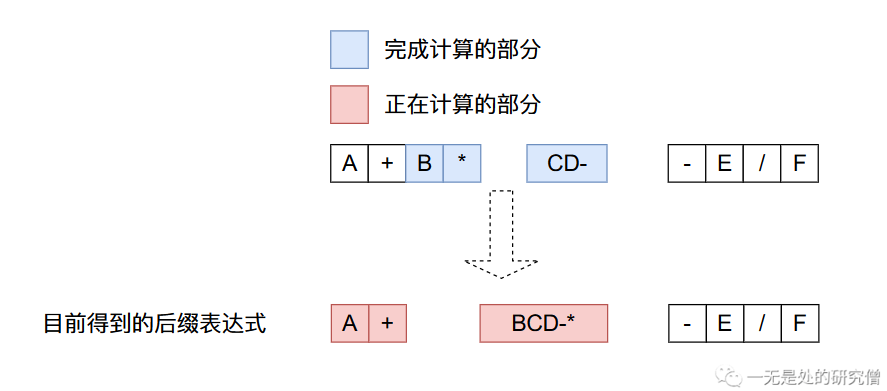 完成计算的部分
正在计算的部分
A + B * CD- - E / F
目前得到的后缀表达式 A + BCD-* - E / F
一无是处的研究僧